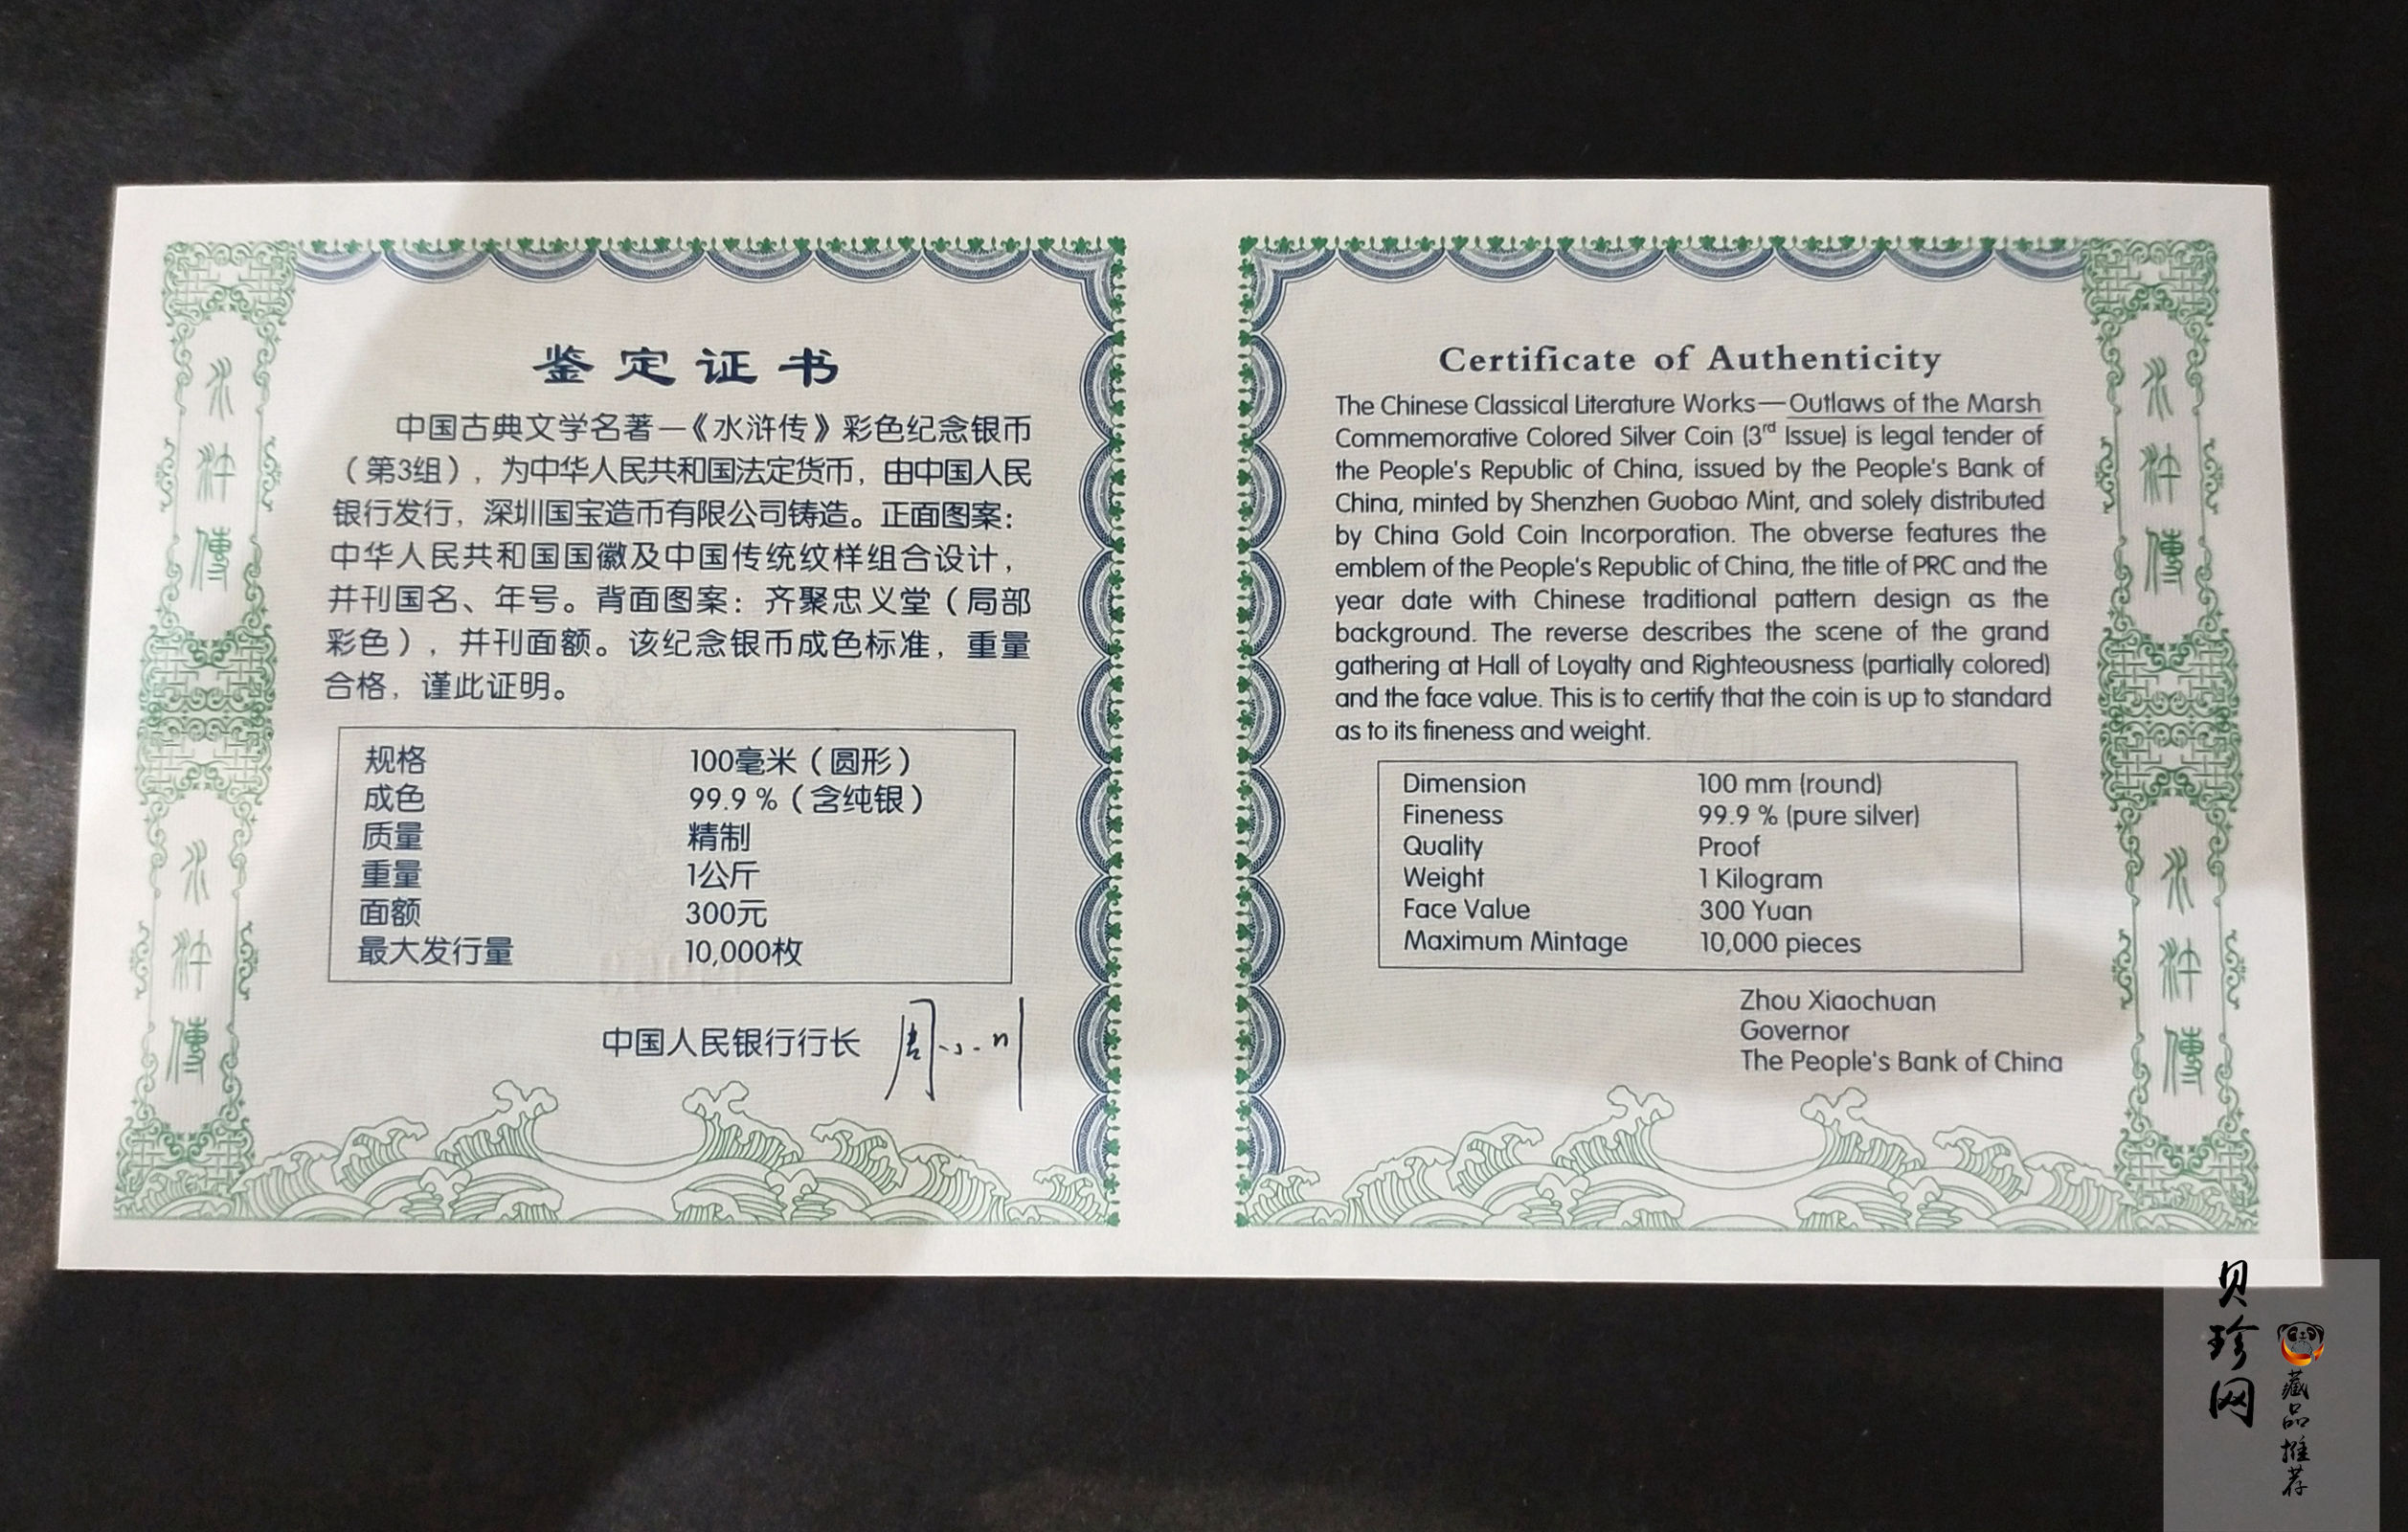 鉴定证书
中国古典文学名著—《水浒传》彩色纪念银币
（第3组），为中华人民共和国法定货币，由中国人民
银行发行，深圳国宝造币有限公司铸造。正面图案：
中华人民共和国国徽及中国传统纹样组合设计，
并刊国名、年号。背面图案：齐聚忠义堂（局部
彩色），并刊面额。该纪念银币成色标准，重量
合格，谨此证明。
规格 100毫米（圆形）
成色 99.9 %（含纯银）
质量 精制
重量 1公斤
面额 300元
最大发行量 10,000枚
中国人民银行行长 周小川
水浒傳
水浒傳
Certificate of Authenticity
The Chinese Classical Literature Works—Outlaws of the Marsh
Commemorative Colored Silver Coin (3rd Issue) is legal tender of
the People's Republic of China, issued by the People's Bank of
China, minted by Shenzhen Guobao Mint, and solely distributed
by China Gold Coin Incorporation. The obverse features the
emblem of the People's Republic of China, the title of PRC and the
year date with Chinese traditional pattern design as the
background. The reverse describes the scene of the grand
gathering at Hall of Loyalty and Righteousness (partially colored)
and the face value. This is to certify that the coin is up to standard
as to its fineness and weight.
Dimension 100 mm (round)
Fineness 99.9 % (pure silver)
Quality Proof
Weight 1 Kilogram
Face Value 300 Yuan
Maximum Mintage 10,000 pieces
Zhou Xiaochuan
Governor
The People's Bank of China
水浒傳
水浒傳
贝珍网
藏品推荐